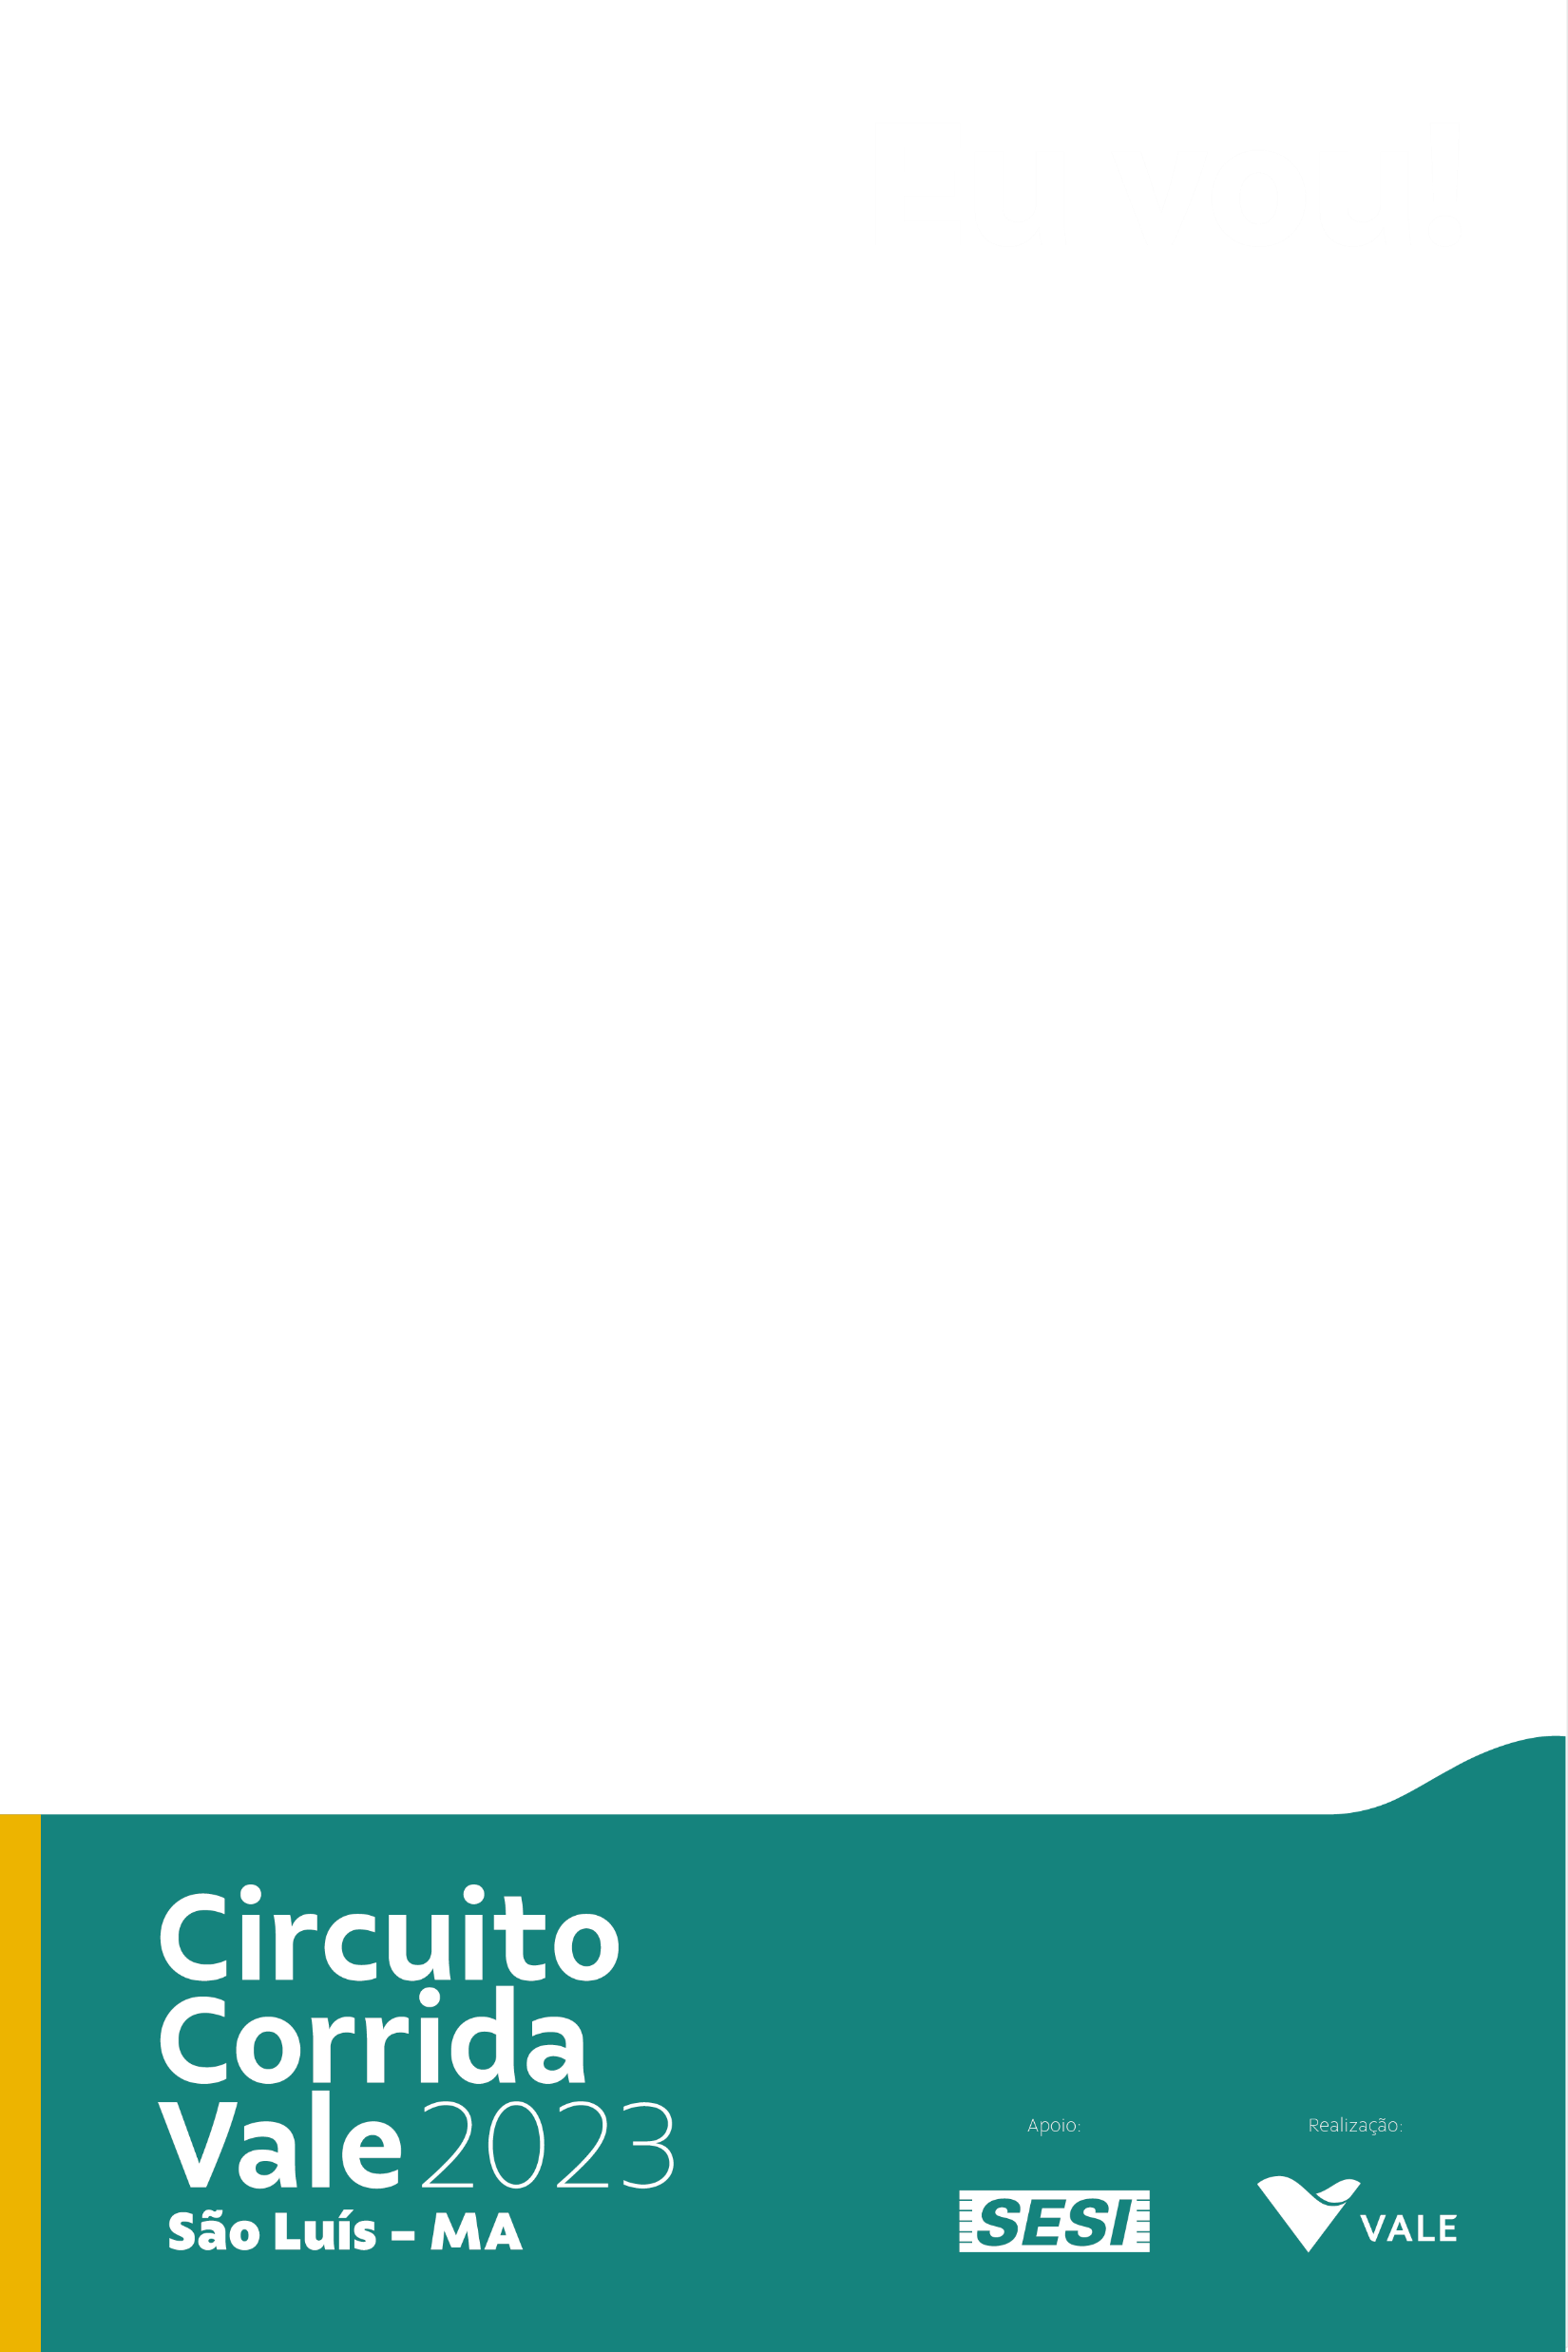 Circuito
Corrida
Vale 2023
São Luís - MA
Apoio:
SESI
Realização:
VALE